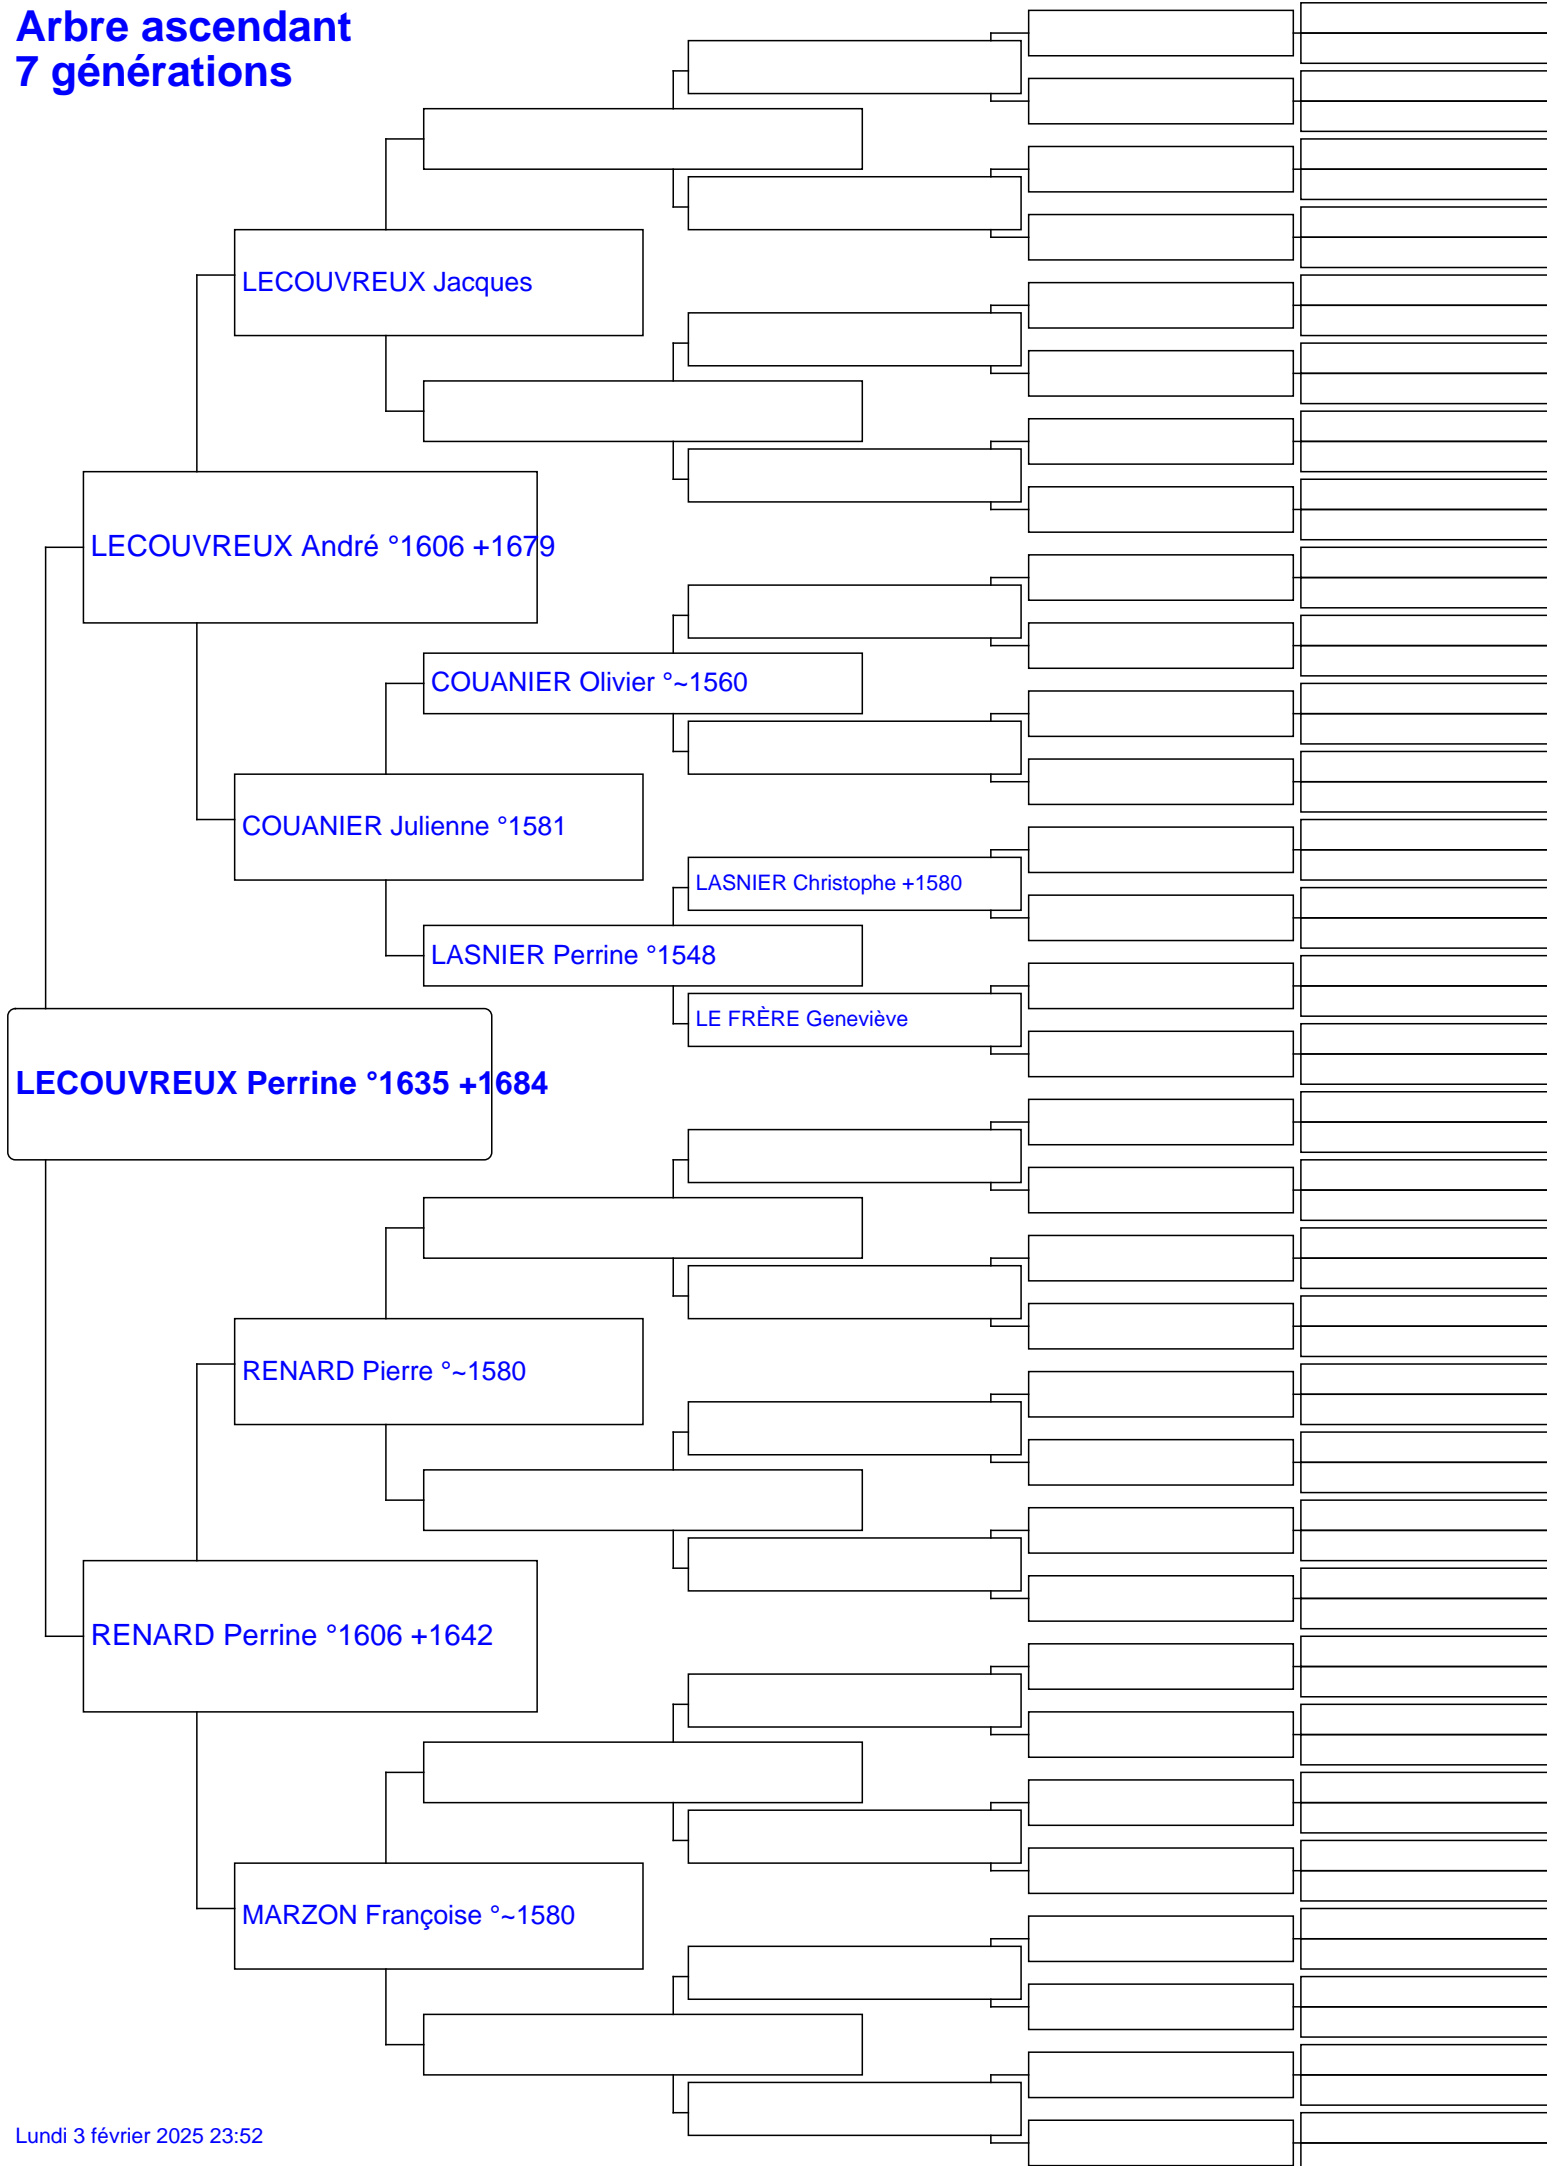 Arbre ascendant
7 générations
LECOUVREUX Jacques
LECOUVREUX André °1606 +1679
COUANIER Olivier °~1560
COUANIER Julienne °1581
LASNIER Christophe +1580
LASNIER Perrine °1548
LE FRÈRE Geneviève
LECOUVREUX Perrine °1635 +1684
RENARD Pierre °~1580
RENARD Perrine °1606 +1642
MARZON Françoise °~1580
Lundi 3 février 2025 23:52